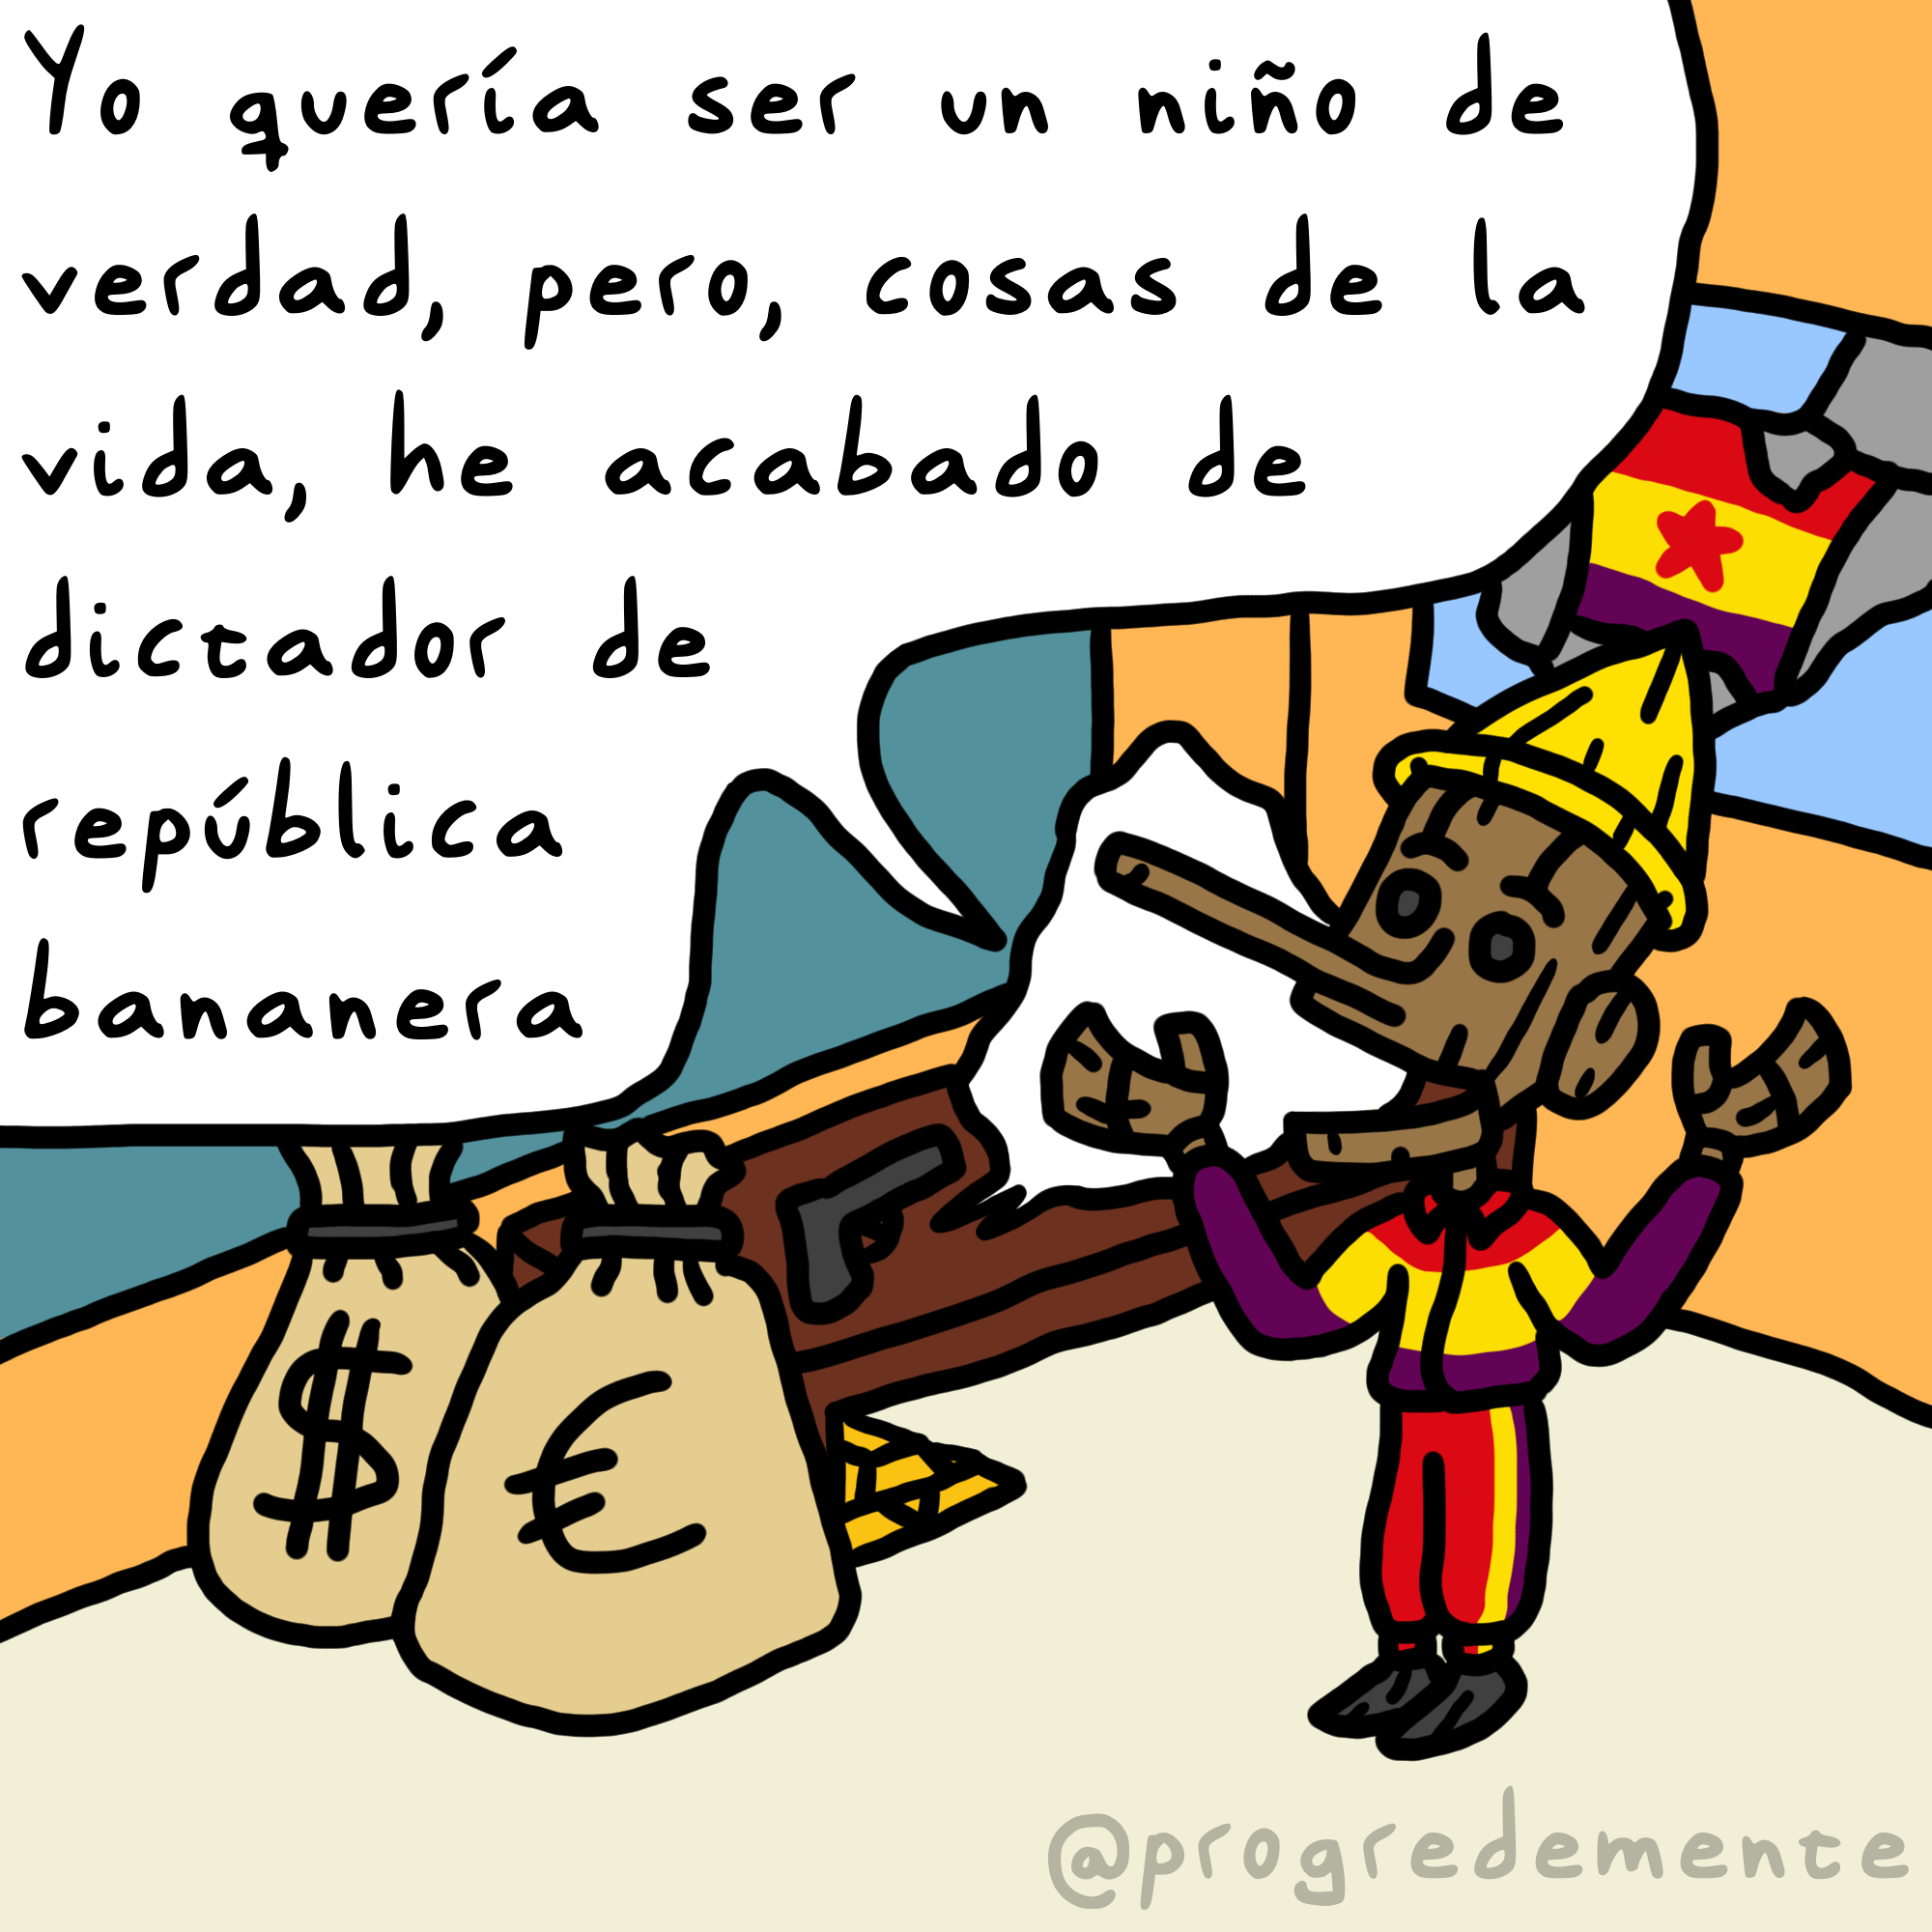 Yo quería ser un niño de
verdad, pero, cosas de la
vida, he acabado de
dictador de
república
bananera
$
€
@progredemente